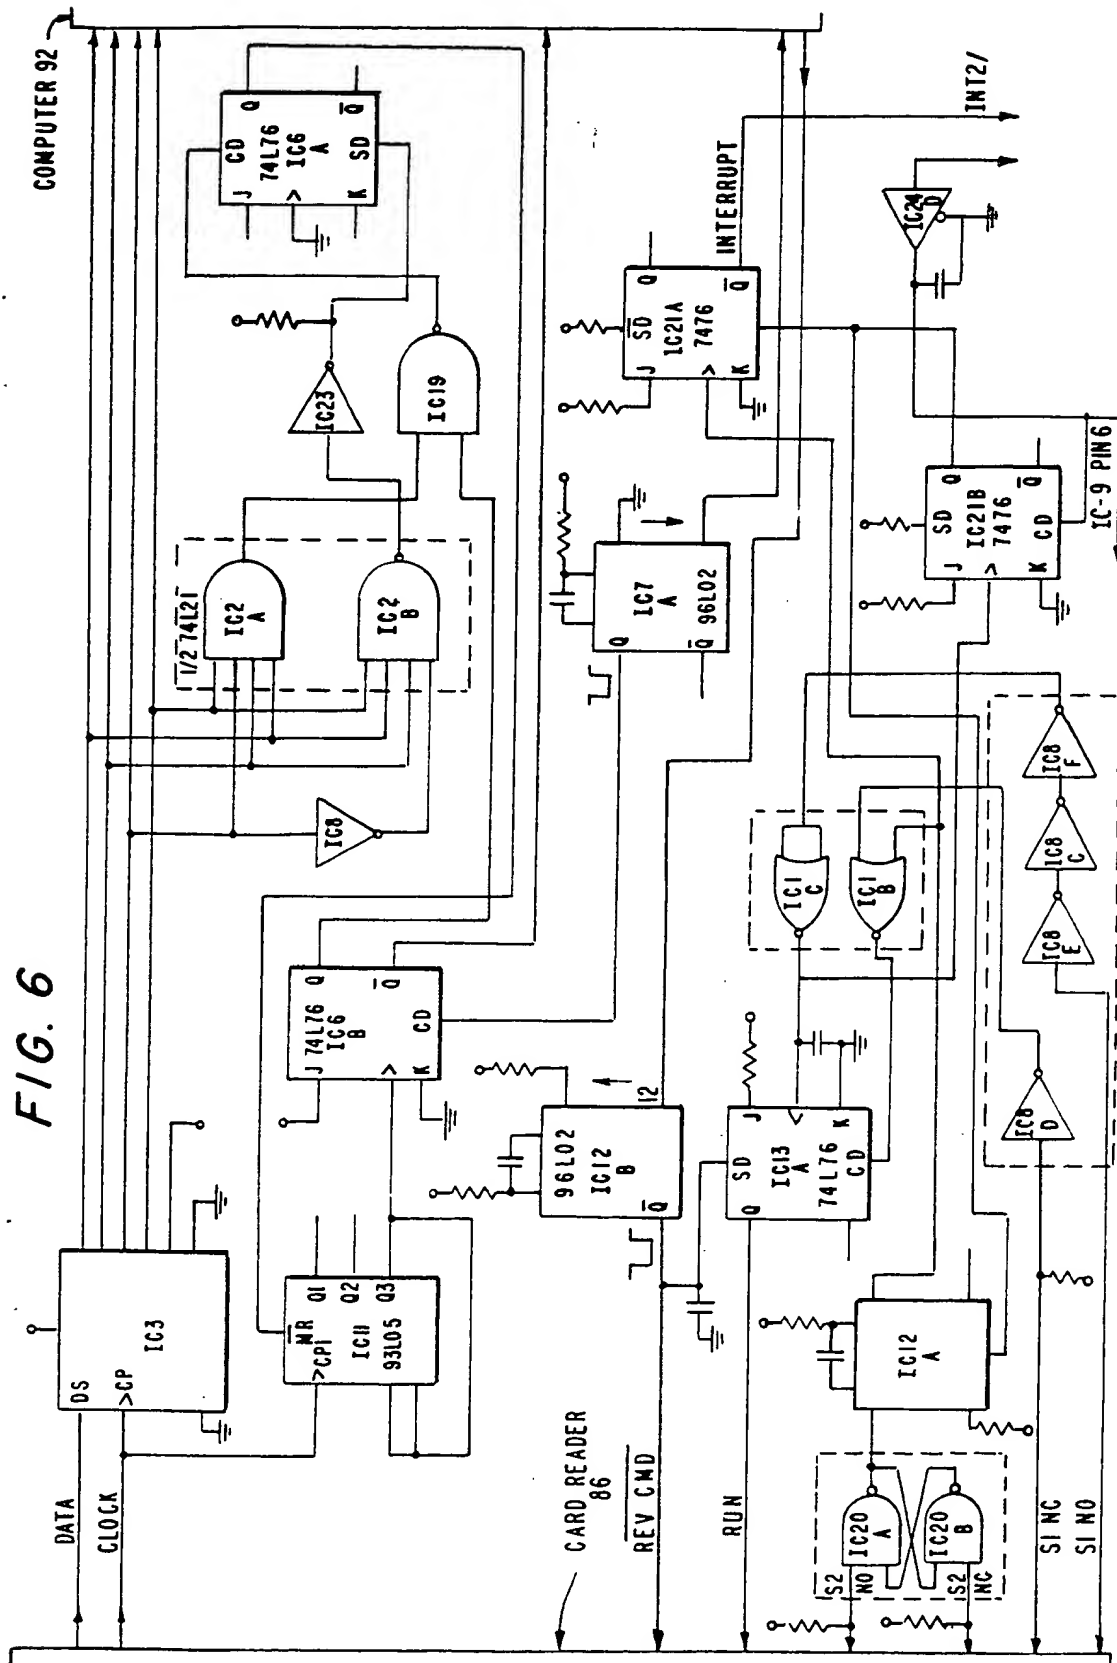 FIG. 6
COMPUTER 92
DATA
CLOCK
DS
>CP
IC3
MR
>CP1
IC11
93L05
Q1
Q2
Q3
J
74L76
IC6
B
Q
Q
>
K
CD
IC8
1/2 74L21
IC2
A
IC2
B
IC23
IC19
CD
J
74L76
IC6
A
Q
Q
>
K
SD
CARD READER
86
REV CMD
96L02
IC12
B
Q
12
Q
IC7
A
Q
96L02
SD
J
IC21A
7476
>
K
Q
Q
INTERRUPT
INT2/
RUN
SD
J
Q
IC13
A
74L76
CD
K
IC1
C
IC1
B
SD
J
IC21B
7476
>
K
CD
Q
Q
IC24
D
IC-9 PIN 6
S2
NO
IC20
A
IC20
B
S2
NC
IC12
A
IC8
D
IC8
E
IC8
C
IC8
F
S1 NC
S1 NO